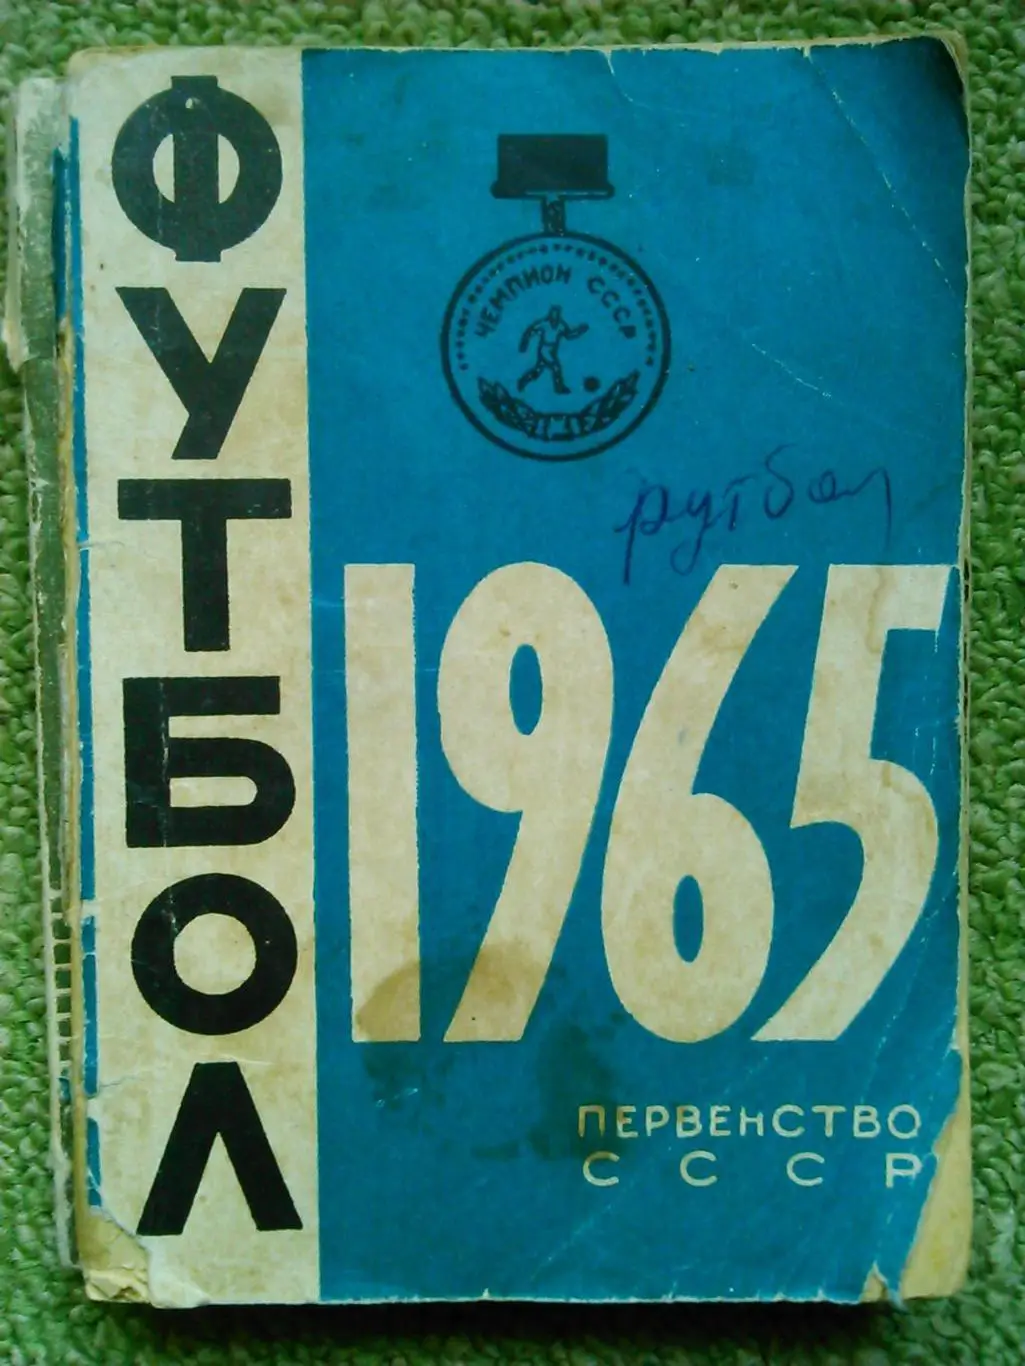 ФУТБОЛ
ЧЕМПИОН СССР
футбол
1965
ПЕРВЕНСТВО
СССР